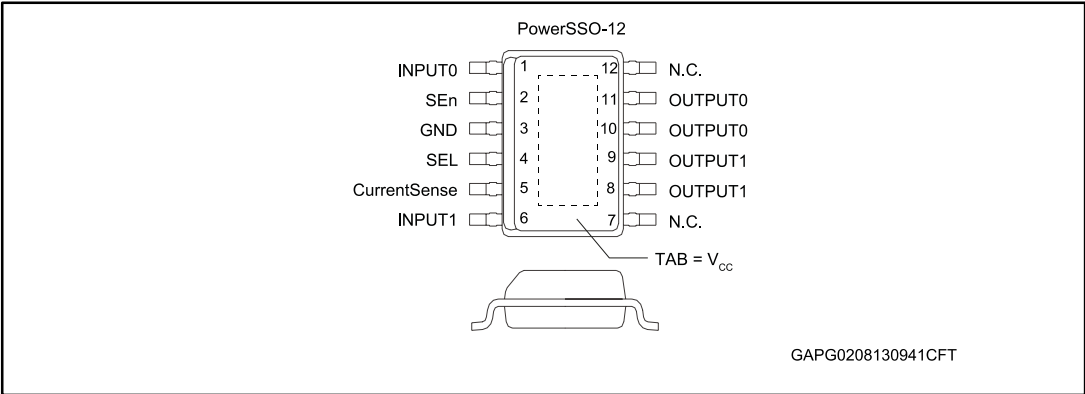 PowerSSO-12
INPUT0 1 12 N.C.
SEn 2 11 OUTPUT0
GND 3 10 OUTPUT0
SEL 4 9 OUTPUT1
CurrentSense 5 8 OUTPUT1
INPUT1 6 7 N.C.
TAB = VCC
GAPG0208130941CFT